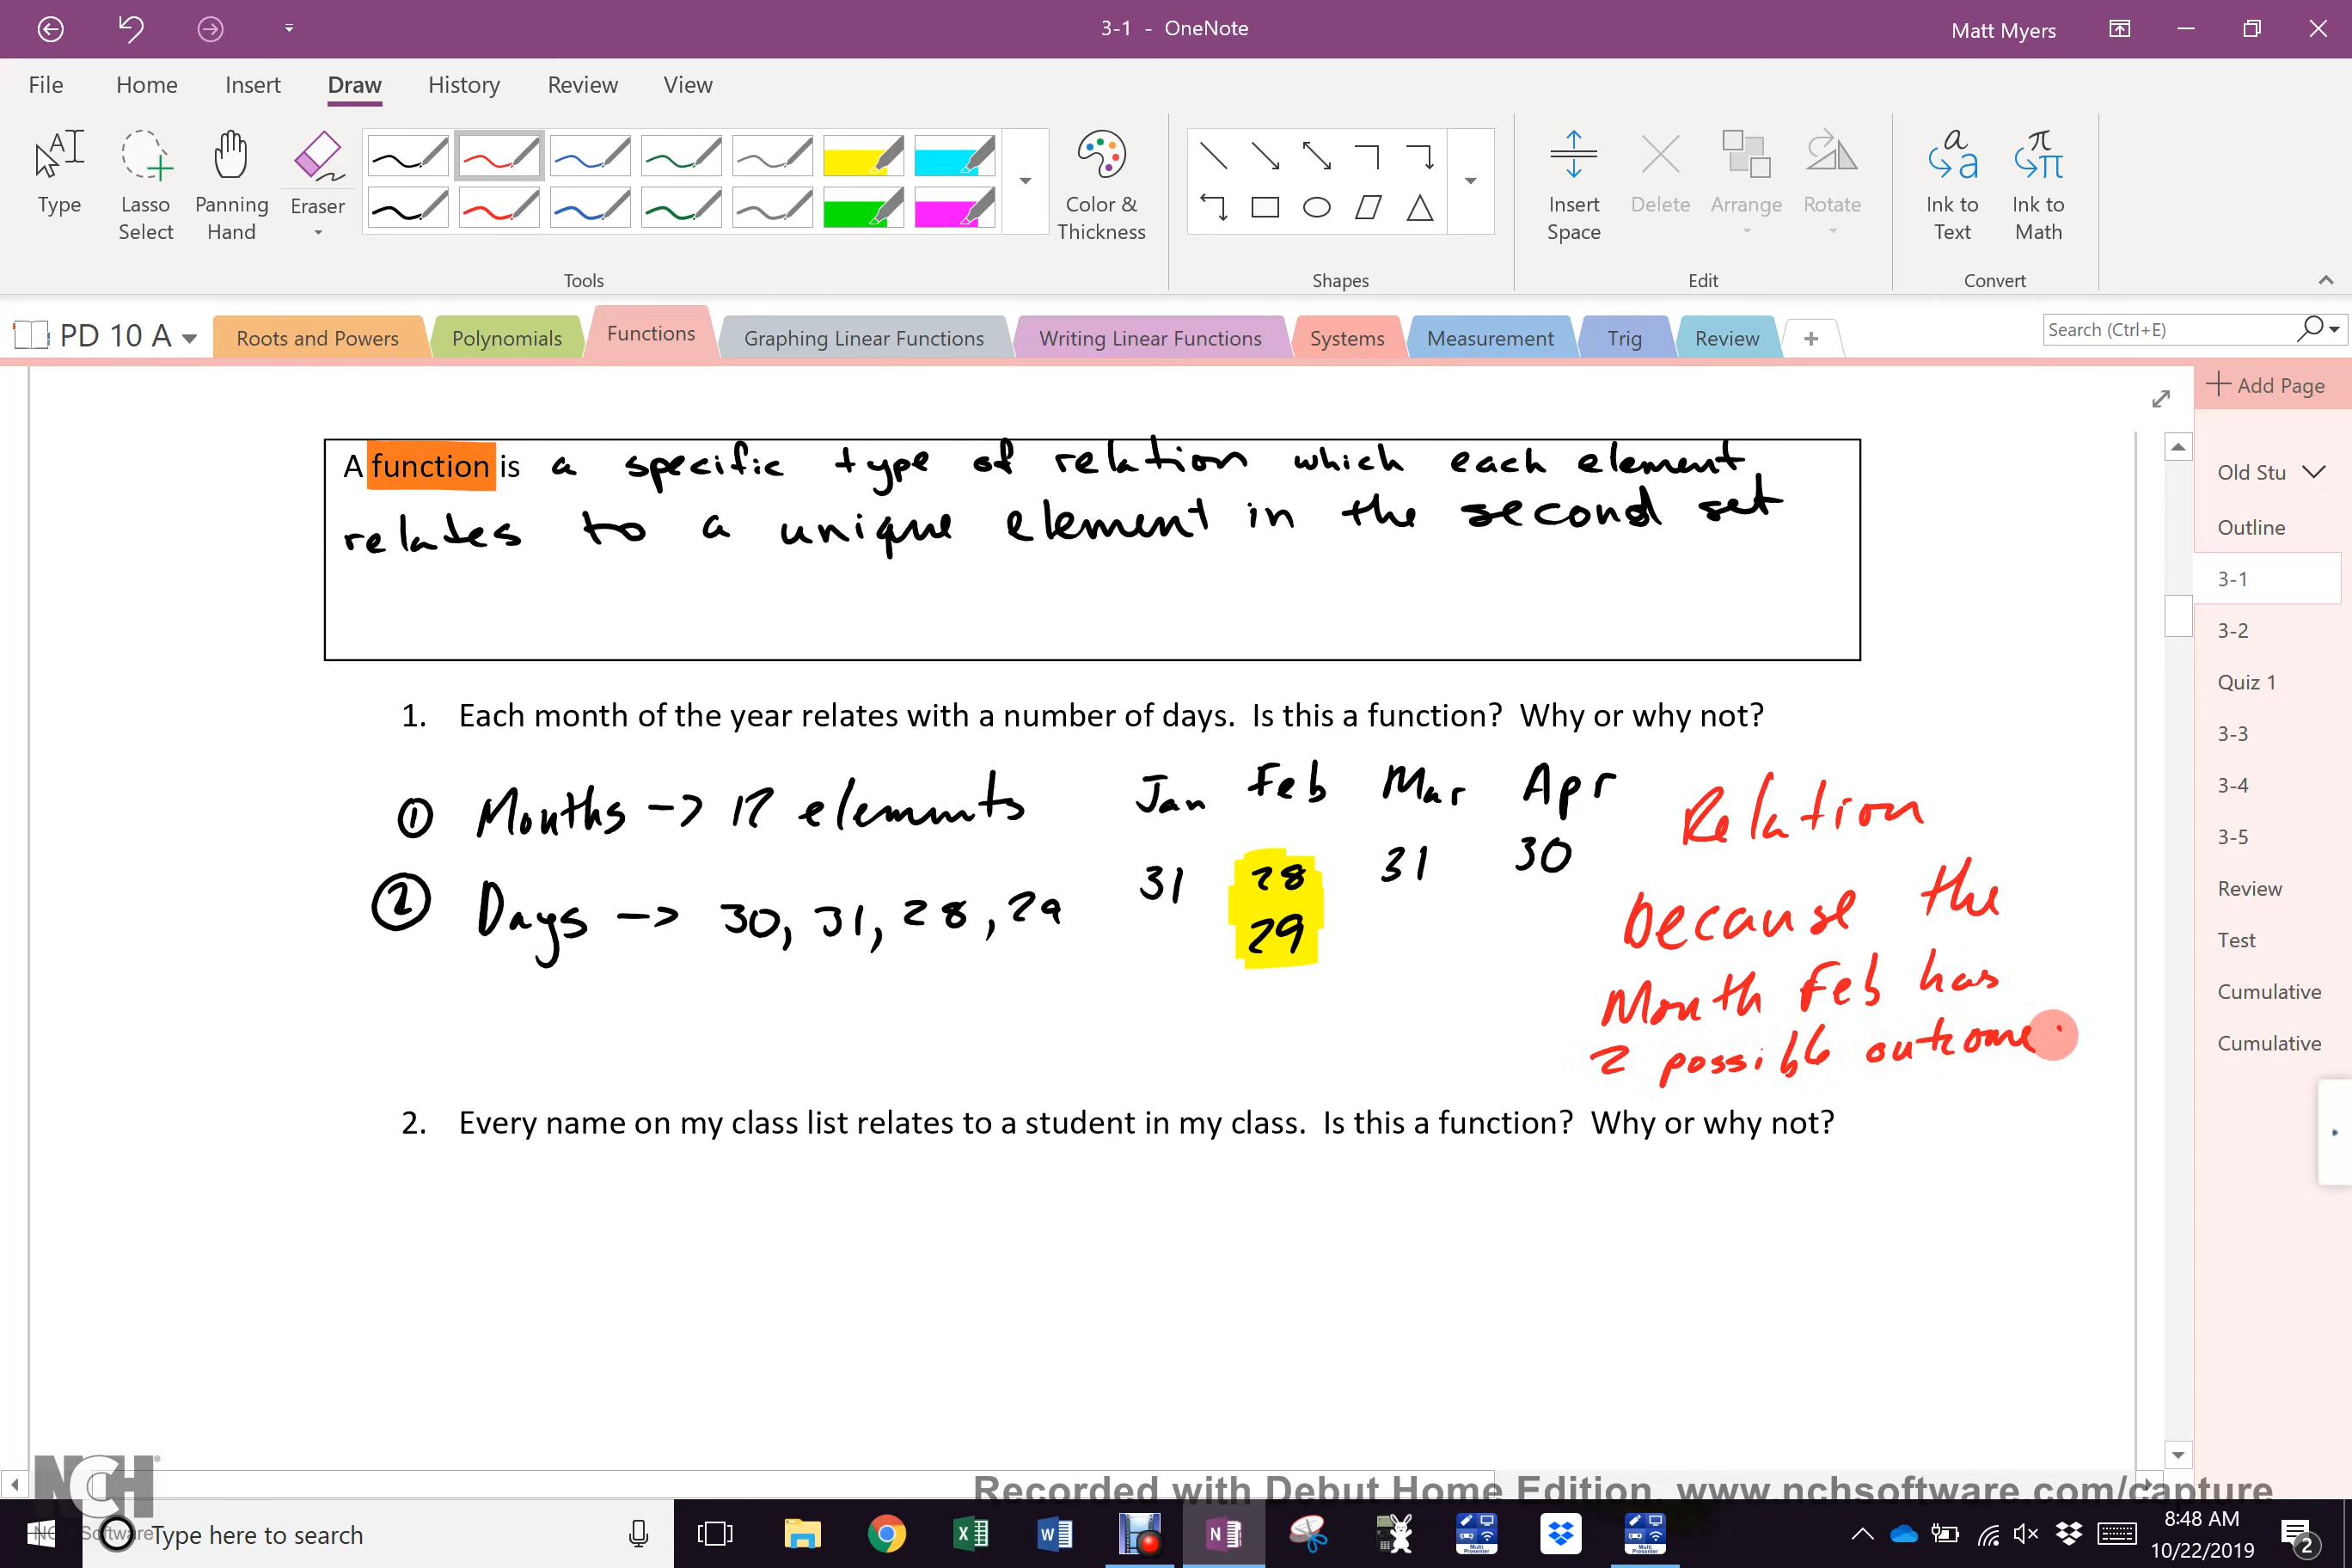 3-1 - OneNote
Matt Myers
File Home Insert Draw History Review View
Type
Lasso Select
Panning Hand
Eraser
Color & Thickness
Insert Space
Delete
Arrange
Rotate
Ink to Text
Ink to Math
Tools
Shapes
Edit
Convert
PD 10 A
Roots and Powers
Polynomials
Functions
Graphing Linear Functions
Writing Linear Functions
Systems
Measurement
Trig
Review
Search (Ctrl+E)
Add Page
Old Stu
Outline
3-1
3-2
Quiz 1
3-3
3-4
3-5
Review
Test
Cumulative
Cumulative
A function is a specific type of relation which each element
relates to a unique element in the second set
1. Each month of the year relates with a number of days. Is this a function? Why or why not?
① Months -> 12 elements
Jan Feb Mar Apr
31 28 31 30
29
② Days -> 30, 31, 28, 29
Relation
because the
Month Feb has
2 possible outcome
2. Every name on my class list relates to a student in my class. Is this a function? Why or why not?
NCH
NCH Software
Recorded with Debut Home Edition. www.nchsoftware.com/capture
Type here to search
8:48 AM
10/22/2019
2